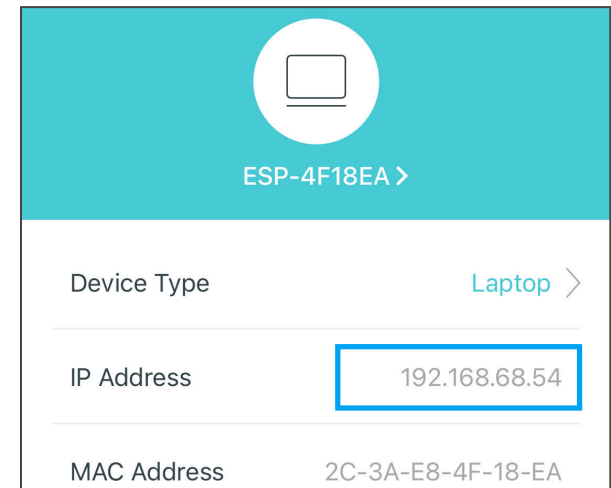 ESP-4F18EA >
Device Type Laptop >
IP Address 192.168.68.54
MAC Address 2C-3A-E8-4F-18-EA